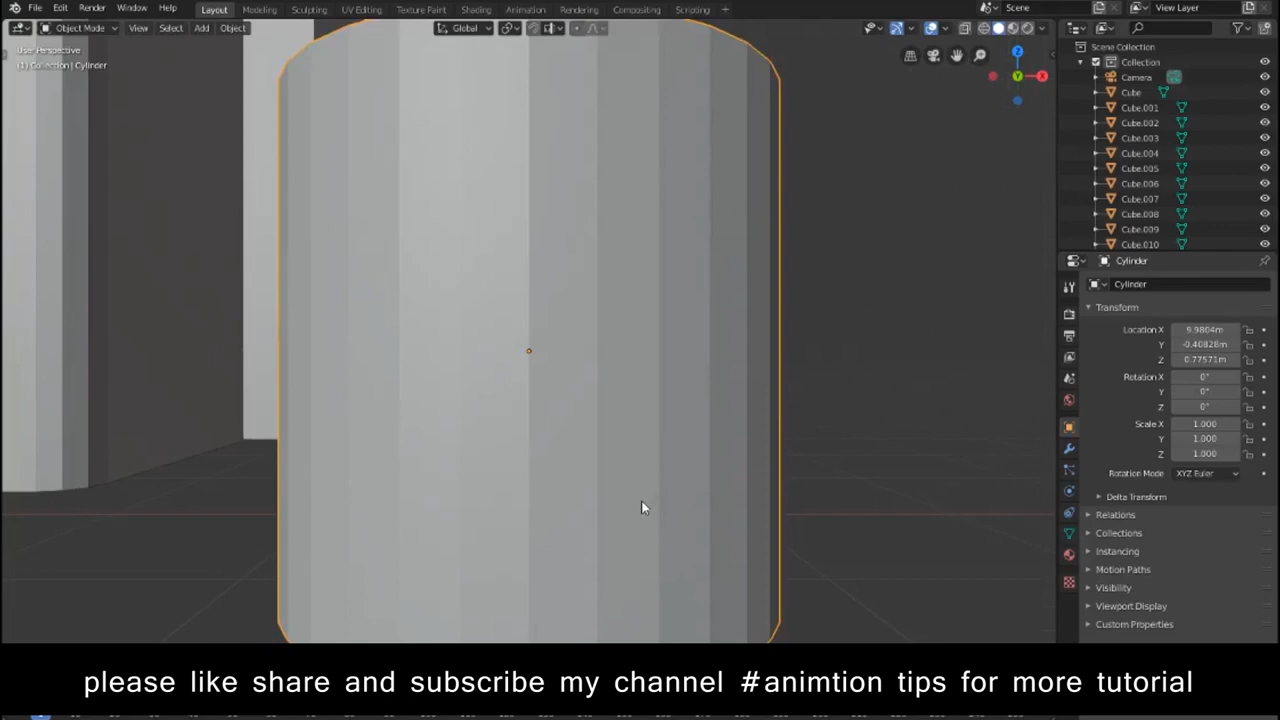 File Edit Render Window Help Layout Modeling Sculpting UV Editing Texture Paint Shading Animation Rendering Compositing Scripting + Scene View Layer
Object Mode View Select Add Object Global
User Perspective
(1) Collection | Cylinder
Z
Y
X
Scene Collection
Collection
Camera
Cube
Cube.001
Cube.002
Cube.003
Cube.004
Cube.005
Cube.006
Cube.007
Cube.008
Cube.009
Cube.010
Cylinder
Cylinder
Transform
Location X 9.9804m
Y -0.40828m
Z 0.77571m
Rotation X 0°
Y 0°
Z 0°
Scale X 1.000
Y 1.000
Z 1.000
Rotation Mode XYZ Euler
Delta Transform
Relations
Collections
Instancing
Motion Paths
Visibility
Viewport Display
Custom Properties
please like share and subscribe my channel #animtion tips for more tutorial